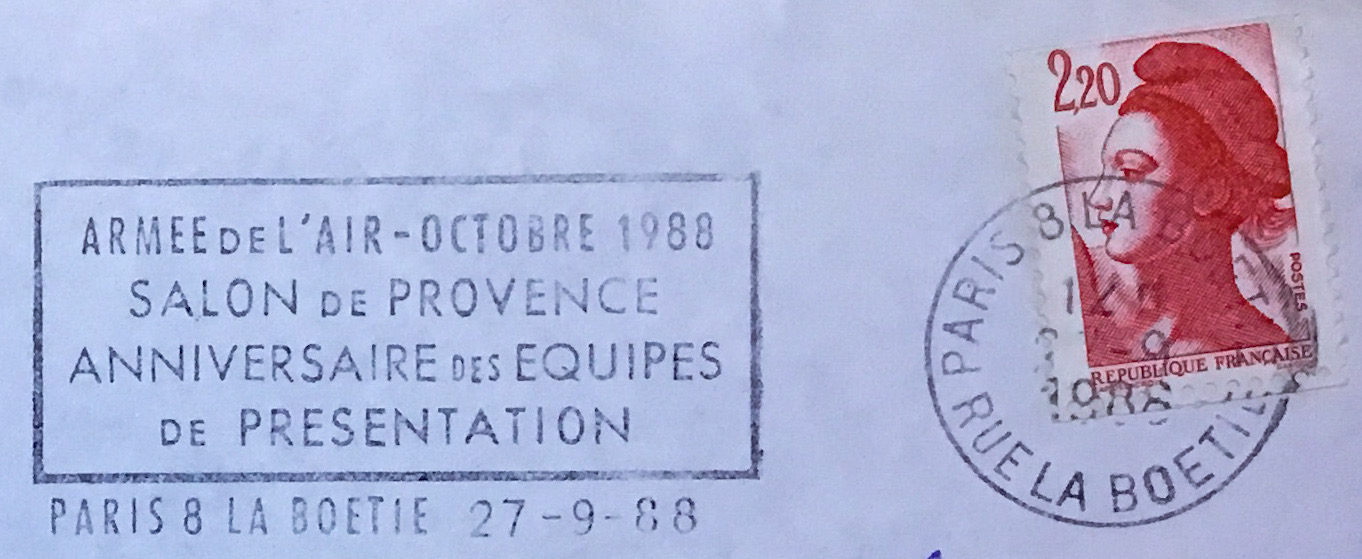 ARMEE DE L'AIR - OCTOBRE 1988
SALON DE PROVENCE
ANNIVERSAIRE DES EQUIPES
DE PRESENTATION
PARIS 8 LA BOETIE 27-9-88
2,20
POSTES
REPUBLIQUE FRANÇAISE
PARIS 8 LA
1988
RUE LA BOETIE